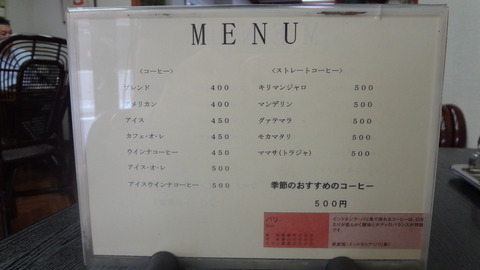 MENU
〈コーヒー〉
ブレンド 400
アメリカン 400
アイス 450
カフェ・オ・レ 450
ウインナコーヒー 450
アイス・オ・レ 500
アイスウインナコーヒー 500
〈ストレートコーヒー〉
キリマンジャロ 500
マンデリン 500
グァテマラ 500
モカマタリ 500
ママサ(トラジャ) 500
季節のおすすめのコーヒー
500円
バリ